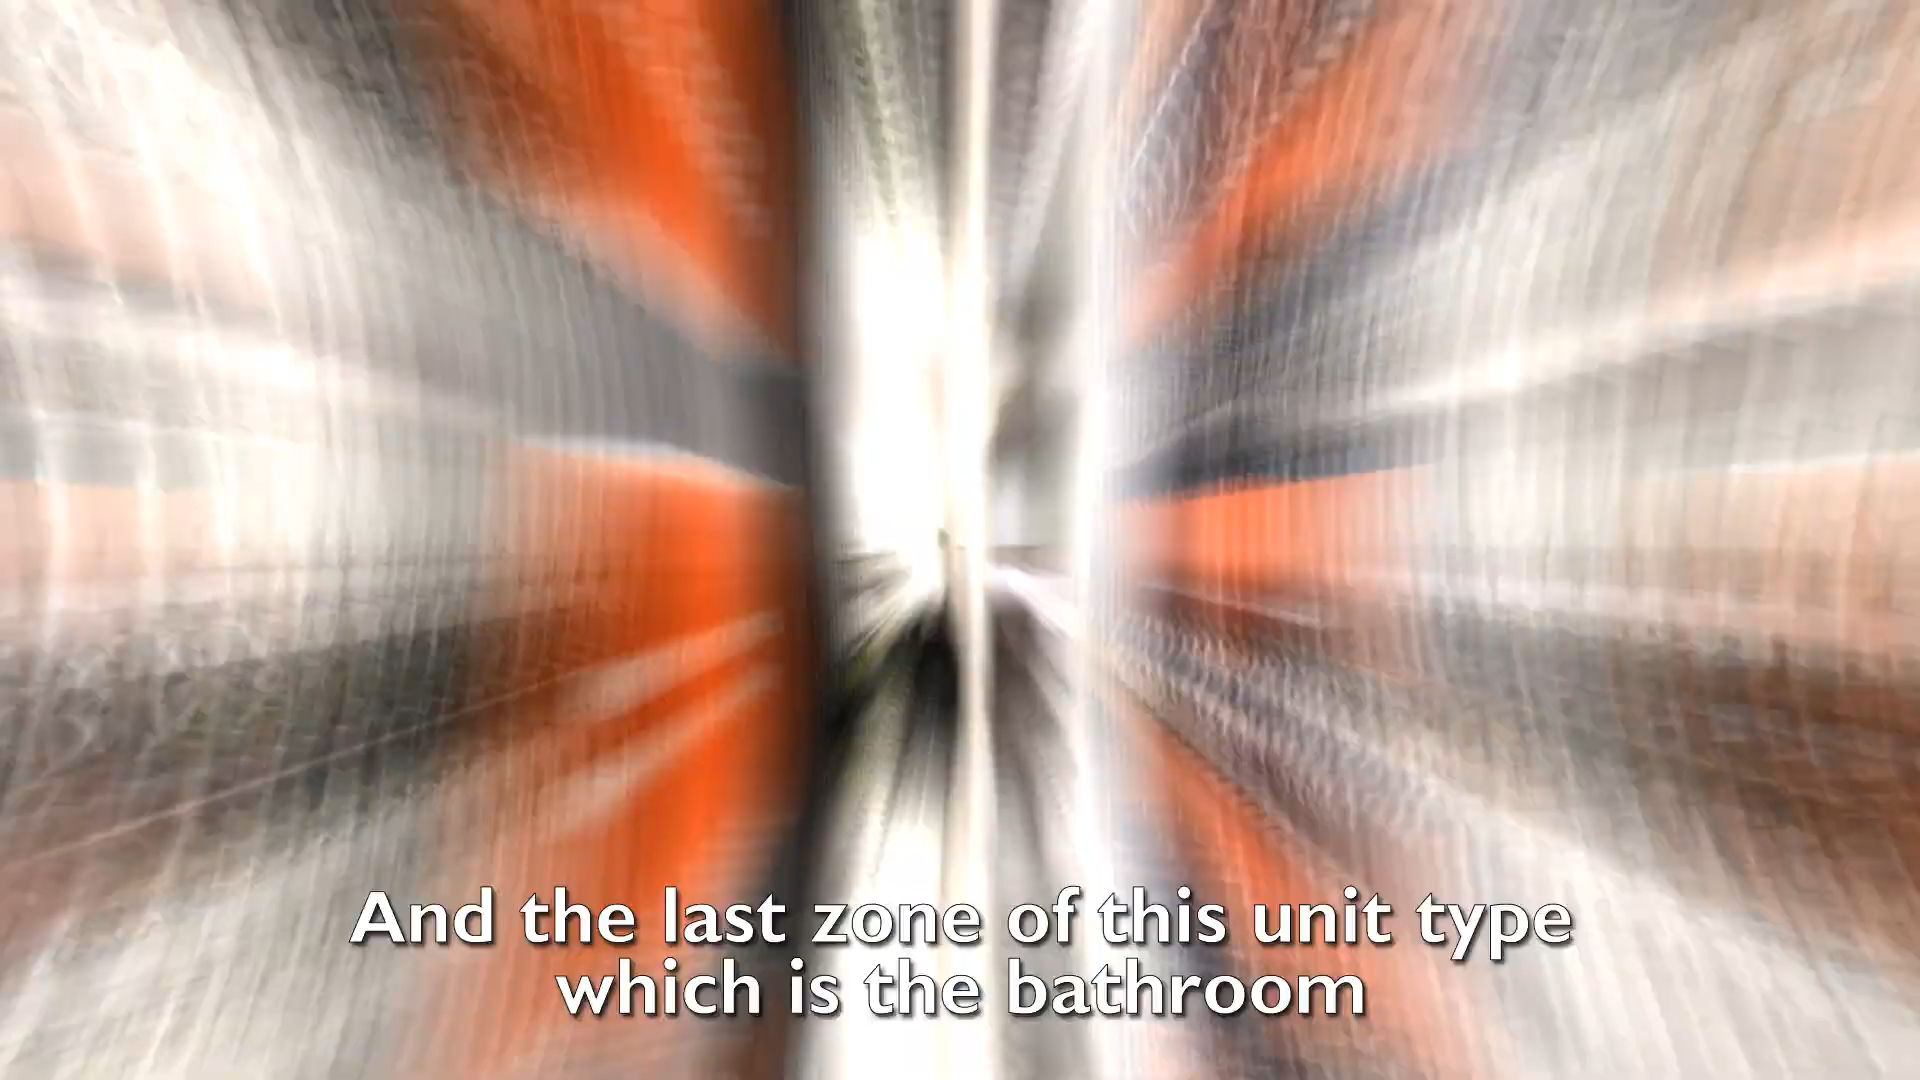 And the last zone of this unit type
which is the bathroom